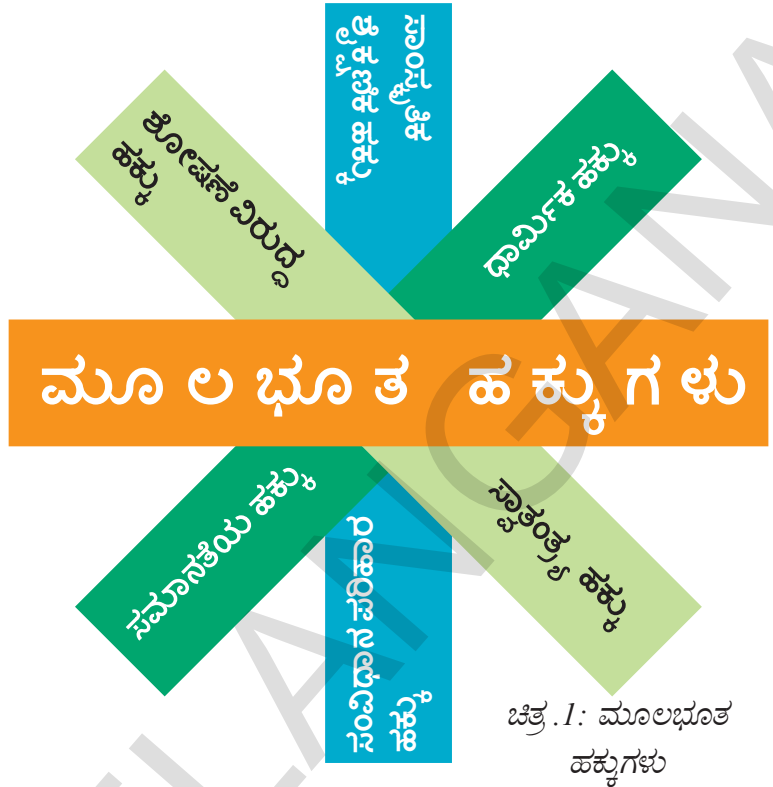 ಸಾಂಸ್ಕೃತಿಕ
ಶೈಕ್ಷಣಿಕ ಹಕ್ಕು
ಶೋಷಣೆ ವಿರುದ್ಧ
ಹಕ್ಕು
ಧಾರ್ಮಿಕ ಹಕ್ಕು
ಮೂಲಭೂತ ಹಕ್ಕುಗಳು
ಸಮಾನತೆಯ ಹಕ್ಕು
ಸಂವಿಧಾನ ಪರಿಹಾರ
ಹಕ್ಕು
ಸ್ವಾತಂತ್ರ್ಯ ಹಕ್ಕು
ಚಿತ್ರ .1: ಮೂಲಭೂತ
ಹಕ್ಕುಗಳು